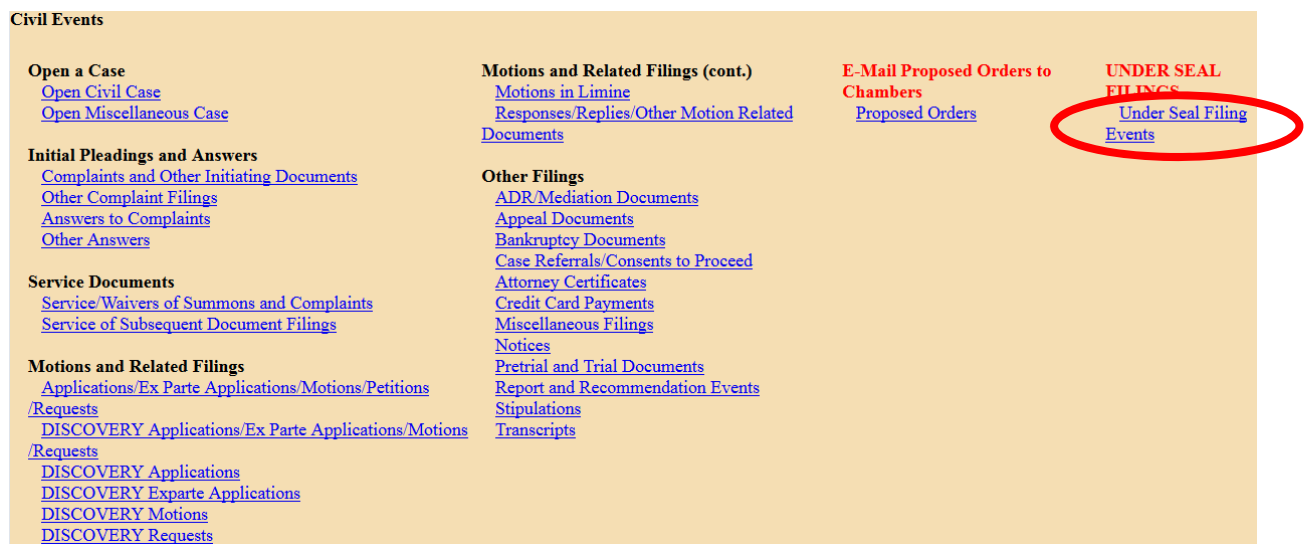 Civil Events
Open a Case
Open Civil Case
Open Miscellaneous Case
Initial Pleadings and Answers
Complaints and Other Initiating Documents
Other Complaint Filings
Answers to Complaints
Other Answers
Service Documents
Service/Waivers of Summons and Complaints
Service of Subsequent Document Filings
Motions and Related Filings
Applications/Ex Parte Applications/Motions/Petitions
/Requests
DISCOVERY Applications/Ex Parte Applications/Motions
/Requests
DISCOVERY Applications
DISCOVERY Exparte Applications
DISCOVERY Motions
DISCOVERY Requests
Motions and Related Filings (cont.)
Motions in Limine
Responses/Replies/Other Motion Related
Documents
Other Filings
ADR/Mediation Documents
Appeal Documents
Bankruptcy Documents
Case Referrals/Consents to Proceed
Attorney Certificates
Credit Card Payments
Miscellaneous Filings
Notices
Pretrial and Trial Documents
Report and Recommendation Events
Stipulations
Transcripts
E-Mail Proposed Orders to
Chambers
Proposed Orders
UNDER SEAL
FILINGS
Under Seal Filing
Events